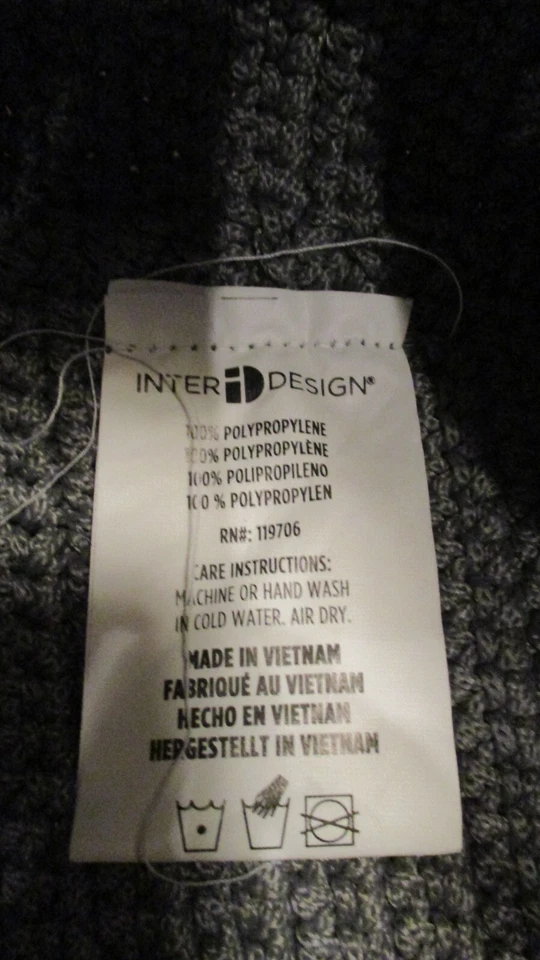 INTER iD DESIGN®
100% POLYPROPYLENE
100% POLYPROPYLÈNE
100% POLIPROPILENO
100 % POLYPROPYLEN
RN#: 119706
CARE INSTRUCTIONS:
MACHINE OR HAND WASH
IN COLD WATER. AIR DRY.
MADE IN VIETNAM
FABRIQUÉ AU VIETNAM
HECHO EN VIETNAM
HERGESTELLT IN VIETNAM